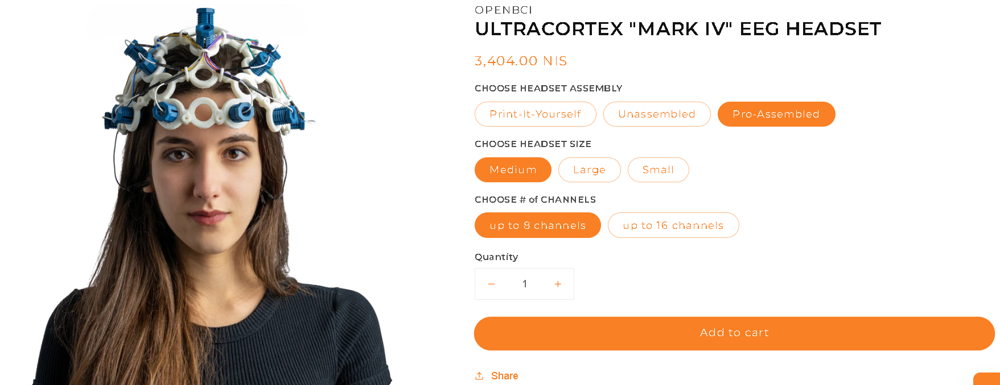 OPENBCI
ULTRACORTEX "MARK IV" EEG HEADSET
3,404.00 NIS
CHOOSE HEADSET ASSEMBLY
Print-It-Yourself Unassembled Pro-Assembled
CHOOSE HEADSET SIZE
Medium Large Small
CHOOSE # of CHANNELS
up to 8 channels up to 16 channels
Quantity
− 1 +
Add to cart
Share